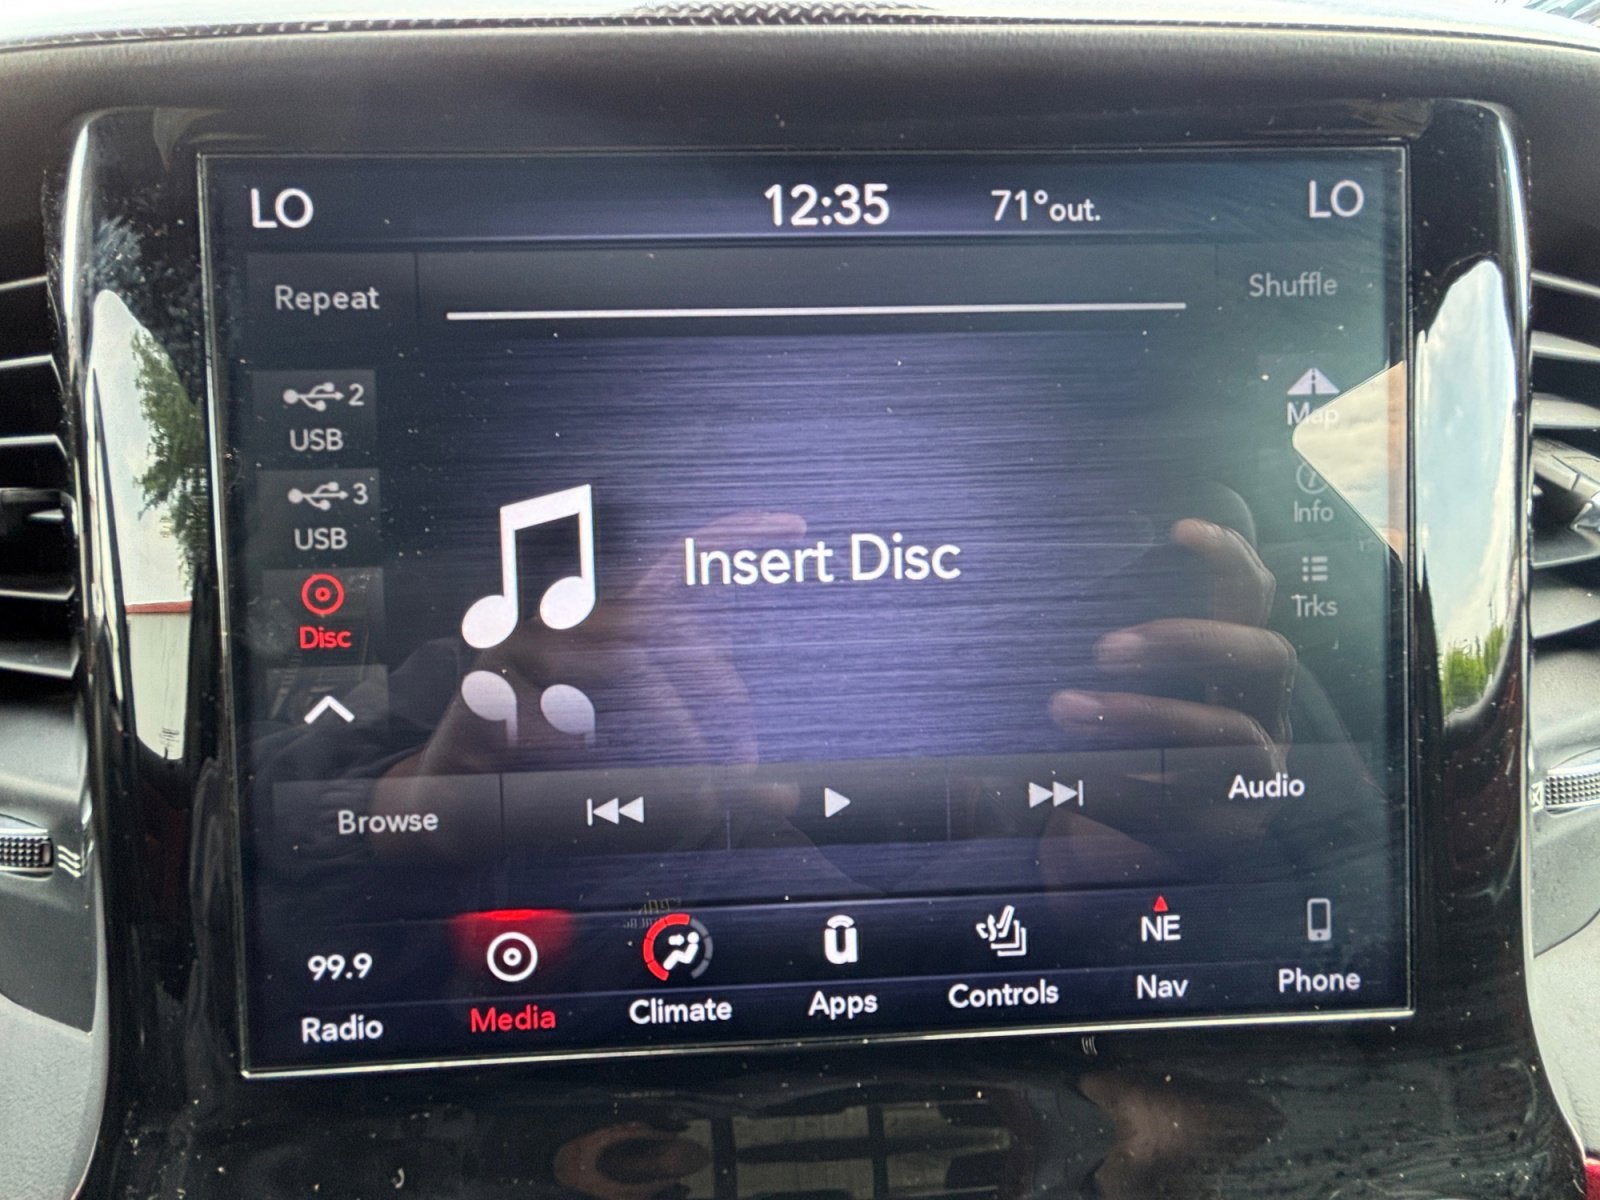 LO 12:35 71°out. LO
Repeat Shuffle
2
USB
Map
3
USB
Info
Insert Disc
Disc
Trks
Browse Audio
99.9 NE
Radio Media Climate Apps Controls Nav Phone